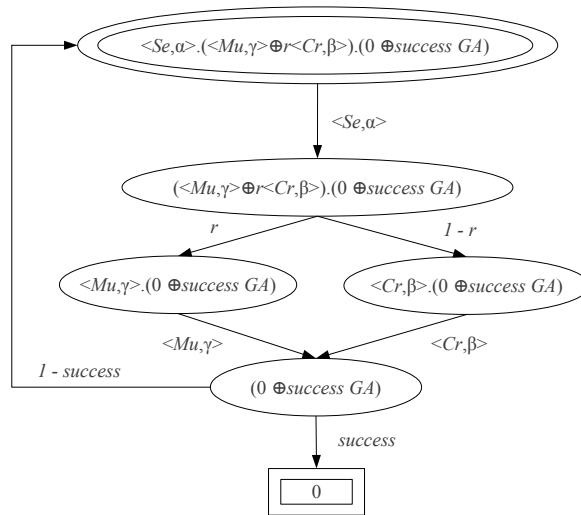 <Se,α>.(<Mu,γ>⊕r<Cr,β>).(0 ⊕success GA)
<Se,α>
(<Mu,γ>⊕r<Cr,β>).(0 ⊕success GA)
r
1 - r
<Mu,γ>.(0 ⊕success GA)
<Cr,β>.(0 ⊕success GA)
<Mu,γ>
<Cr,β>
1 - success
(0 ⊕success GA)
success
0